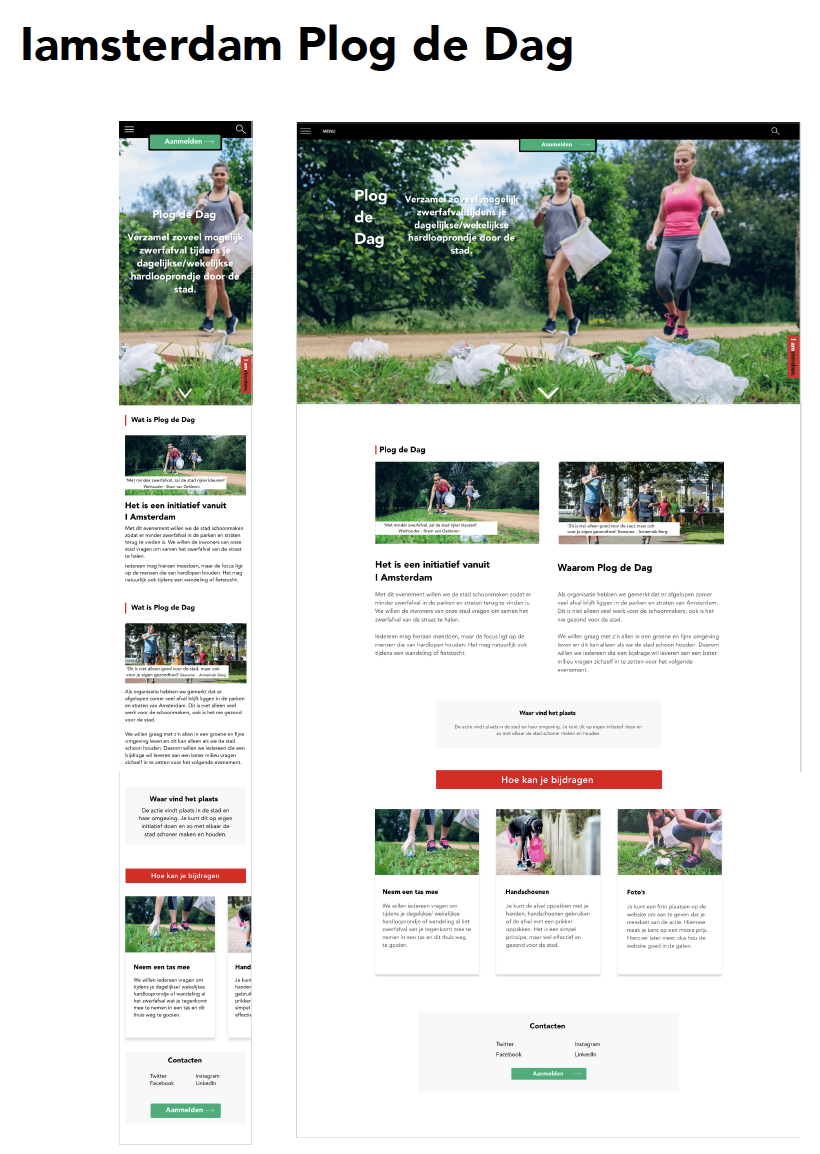 Iamsterdam Plog de Dag
Aanmelden
Plog de Dag
Verzamel zoveel mogelijk
zwerfafval tijdens je
dagelijkse/wekelijkse
hardlooprondje door de
stad.
I amsterdam.
Wat is Plog de Dag
"Met minder zwerfafval, zal de stad rijker kleuren"
Wethouder - Bram van Gelderen
Het is een initiatief vanuit
I Amsterdam
Met dit evenement willen we de stad schoonmaken
zodat er minder zwerfafval in de parken en straten
terug te vinden is. We willen de inwoners van onze
stad vragen om samen het zwerfafval van de straat
te halen.
Iedereen mag hieraan meedoen, maar de focus ligt
op de mensen die van hardlopen houden. Het mag
natuurlijk ook tijdens een wandeling of fietstocht.
Wat is Plog de Dag
"Dit is niet alleen goed voor de stad, maar ook
voor je eigen gezondheid" Bewoner - Annemiek Berg
Als organisatie hebben we gemerkt dat er
afgelopen zomer veel afval blijft liggen in de parken
en straten van Amsterdam. Dit is niet alleen veel
werk voor de schoonmakers, ook is het nie gezond
voor de stad.
We willen graag met z'n allen in een groene en fijne
omgeving leven en dit kan alleen als we de stad
schoon houden. Daarom willen we iedereen die een
bijdrage wil leveren aan een beter milieu vragen
zichzelf in te zetten voor het volgende evenement.
Waar vind het plaats
De actie vindt plaats in de stad en
haar omgeving. Je kunt dit op eigen
initiatief doen en zo met elkaar de
stad schoner maken en houden.
Hoe kan je bijdragen
Neem een tas mee
We willen iedereen vragen om
tijdens je dagelijkse/ wekelijkse
hardlooprondje of wandeling al
het zwerfafval wat je tegenkomt
mee te nemen in een tas en dit
thuis weg te gooien.
Hand
Je kunt
hander
gebruik
prikker
simpel
effectie
Contacten
Twitter
Instagram
Facebook
LinkedIn
Aanmelden
MENU
Aanmelden
Plog
de
Dag
Verzamel zoveel mogelijk
zwerfafval tijdens je
dagelijkse/wekelijkse
hardlooprondje door de
stad.
I amsterdam.
Plog de Dag
"Met minder zwerfafval, zal de stad rijker kleuren"
Wethouder - Bram van Gelderen
Het is een initiatief vanuit
I Amsterdam
Met dit evenement willen we de stad schoonmaken zodat er
minder zwerfafval in de parken en straten terug te vinden is.
We willen de inwoners van onze stad vragen om samen het
zwerfafval van de straat te halen.
Iedereen mag hieraan meedoen, maar de focus ligt op de
mensen die van hardlopen houden. Het mag natuurlijk ook
tijdens een wandeling of fietstocht.
"Dit is niet alleen goed voor de stad, maar ook
voor je eigen gezondheid" Bewoner - Annemiek Berg
Waarom Plog de Dag
Als organisatie hebben we gemerkt dat er afgelopen zomer
veel afval blijft liggen in de parken en straten van Amsterdam.
Dit is niet alleen veel werk voor de schoonmakers, ook is het
nie gezond voor de stad.
We willen graag met z'n allen in een groene en fijne omgeving
leven en dit kan alleen als we de stad schoon houden. Daarom
willen we iedereen die een bijdrage wil leveren aan een beter
milieu vragen zichzelf in te zetten voor het volgende
evenement.
Waar vind het plaats
De actie vindt plaats in de stad en haar omgeving. Je kunt dit op eigen initiatief doen en
zo met elkaar de stad schoner maken en houden.
Hoe kan je bijdragen
Neem een tas mee
We willen iedereen vragen om
tijdens je dagelijkse/ wekelijkse
hardlooprondje of wandeling al het
zwerfafval wat je tegenkomt mee te
nemen in een tas en dit thuis weg
te gooien.
Handschoenen
Je kunt de afval oppakken met je
handen, handschoenen gebruiken
of de afval met een prikker
oppakken. Het is een simpel
principe, maar wel effectief en
gezond voor de stad.
Foto's
Je kunt een foto plaatsen op de
website om aan te geven dat je
meedoet aan de actie. Hiermee
maak je kans op een mooie prijs.
Hierover later meer, dus hou de
website goed in de gaten.
Contacten
Twitter
Instagram
Facebook
LinkedIn
Aanmelden